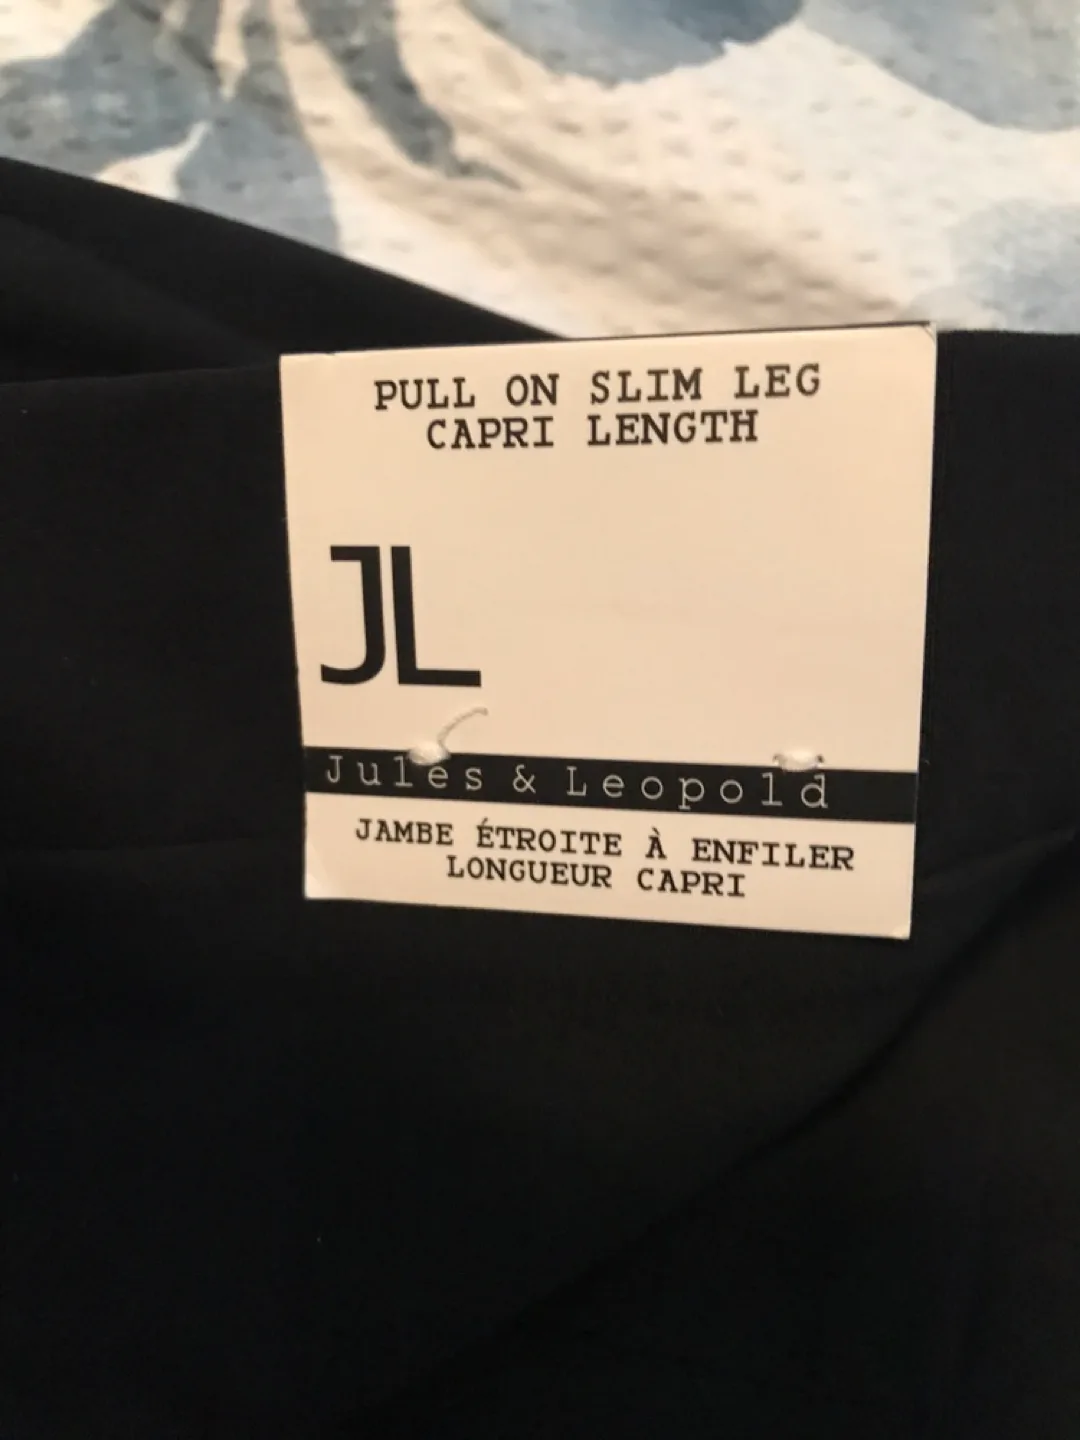 PULL ON SLIM LEG
CAPRI LENGTH
JL
Jules & Leopold
JAMBE ÉTROITE À ENFILER
LONGUEUR CAPRI